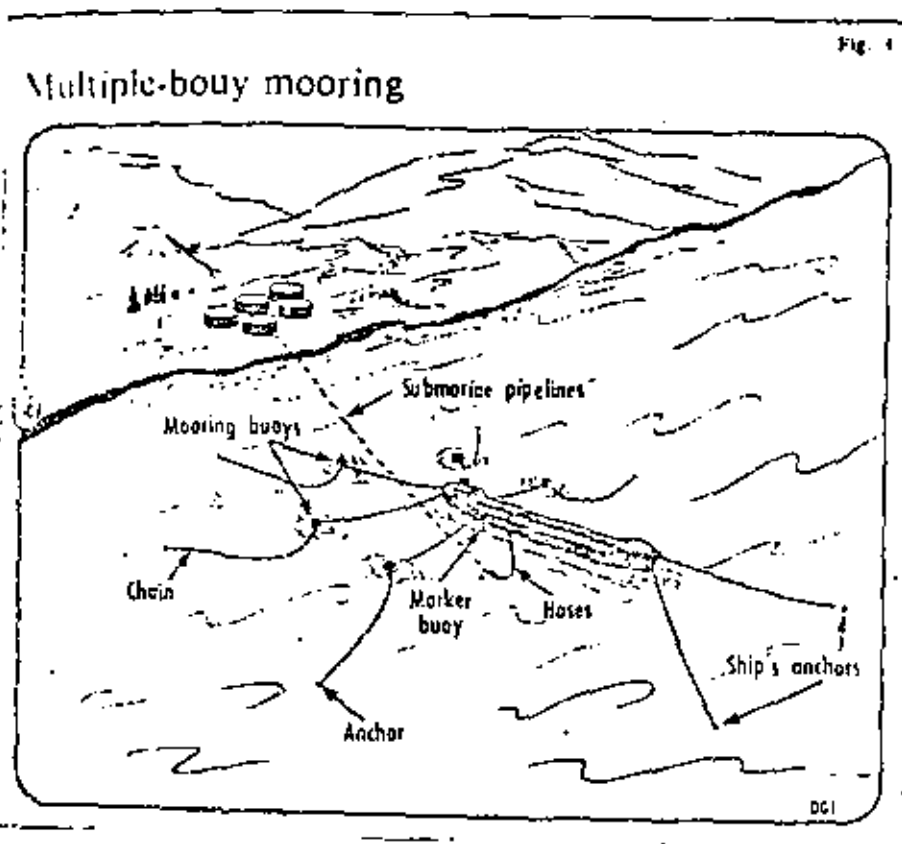 Fig. 4
Multiple-bouy mooring
Submarine pipelines
Mooring buoys
Chain
Marker
buoy
Hoses
Ship's anchors
Anchor
DGI